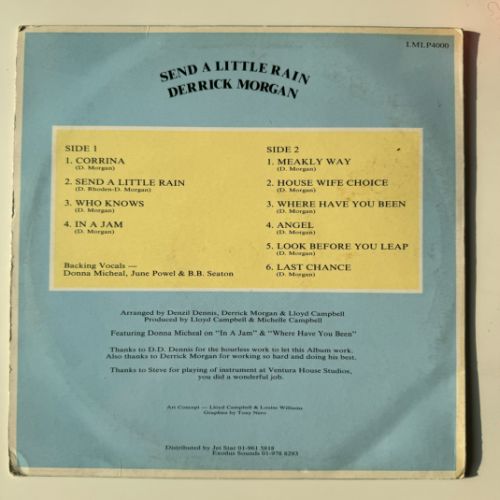 LMLP4000
SEND A LITTLE RAIN
DERRICK MORGAN
SIDE 1
1. CORRINA
(D. Morgan)
2. SEND A LITTLE RAIN
(D. Rhoden-D. Morgan)
3. WHO KNOWS
(D. Morgan)
4. IN A JAM
(D. Morgan)
Backing Vocals —
Donna Micheal, June Powel & B.B. Seaton
SIDE 2
1. MEAKLY WAY
(D. Morgan)
2. HOUSE WIFE CHOICE
(D. Morgan)
3. WHERE HAVE YOU BEEN
(D. Morgan)
4. ANGEL
(D. Morgan)
5. LOOK BEFORE YOU LEAP
(D. Morgan)
6. LAST CHANCE
(D. Morgan)
Arranged by Denzil Dennis, Derrick Morgan & Lloyd Campbell
Produced by Lloyd Campbell & Michelle Campbell
Featuring Donna Micheal on "In A Jam" & "Where Have You Been"
Thanks to D.D. Dennis for the hourless work to let this Album work.
Also thanks to Derrick Morgan for working so hard and doing his best.
Thanks to Steve for playing of instrument at Ventura House Studios,
you did a wonderful job.
Art Concept — Lloyd Campbell & Louise Williams
Graphics by Tony Nero
Distributed by Jet Star 01-961 5818
Exodus Sounds 01-976 8293